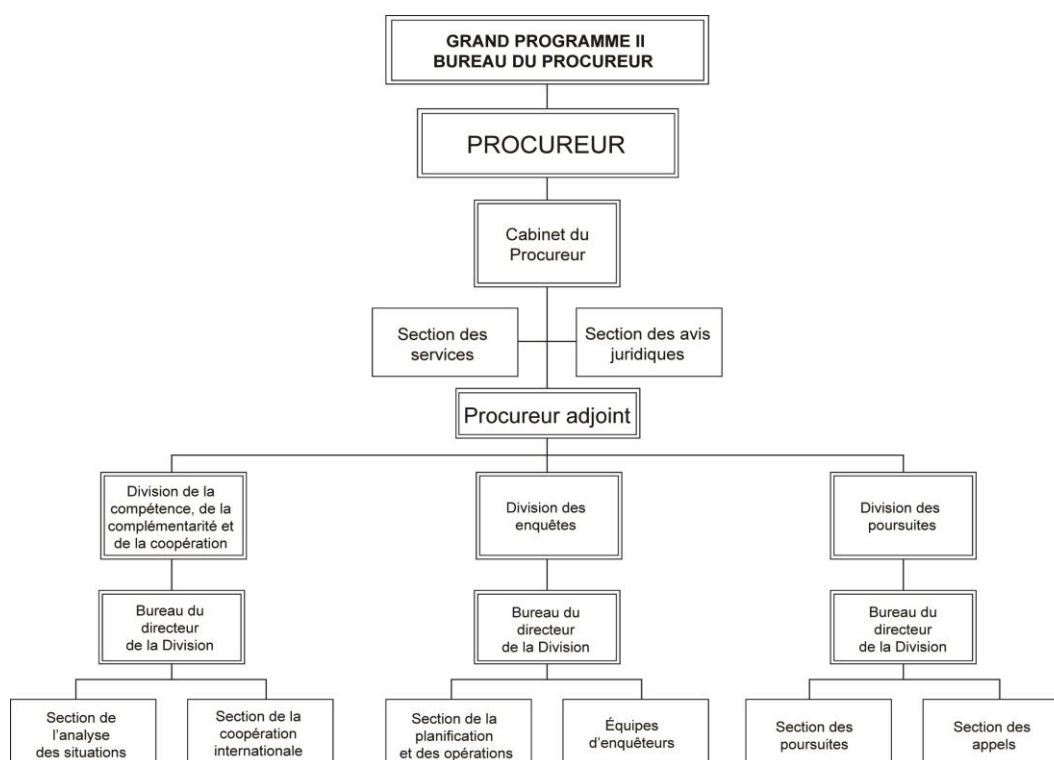 GRAND PROGRAMME II
BUREAU DU PROCUREUR
PROCUREUR
Cabinet du
Procureur
Section des
services
Section des avis
juridiques
Procureur adjoint
Division de la
compétence, de la
complémentarité et
de la coopération
Division des
enquêtes
Division des
poursuites
Bureau du
directeur
de la Division
Bureau du
directeur
de la Division
Bureau du
directeur
de la Division
Section de
l'analyse
des situations
Section de la
coopération
internationale
Section de la
planification
et des opérations
Équipes
d'enquêteurs
Section des
poursuites
Section des
appels